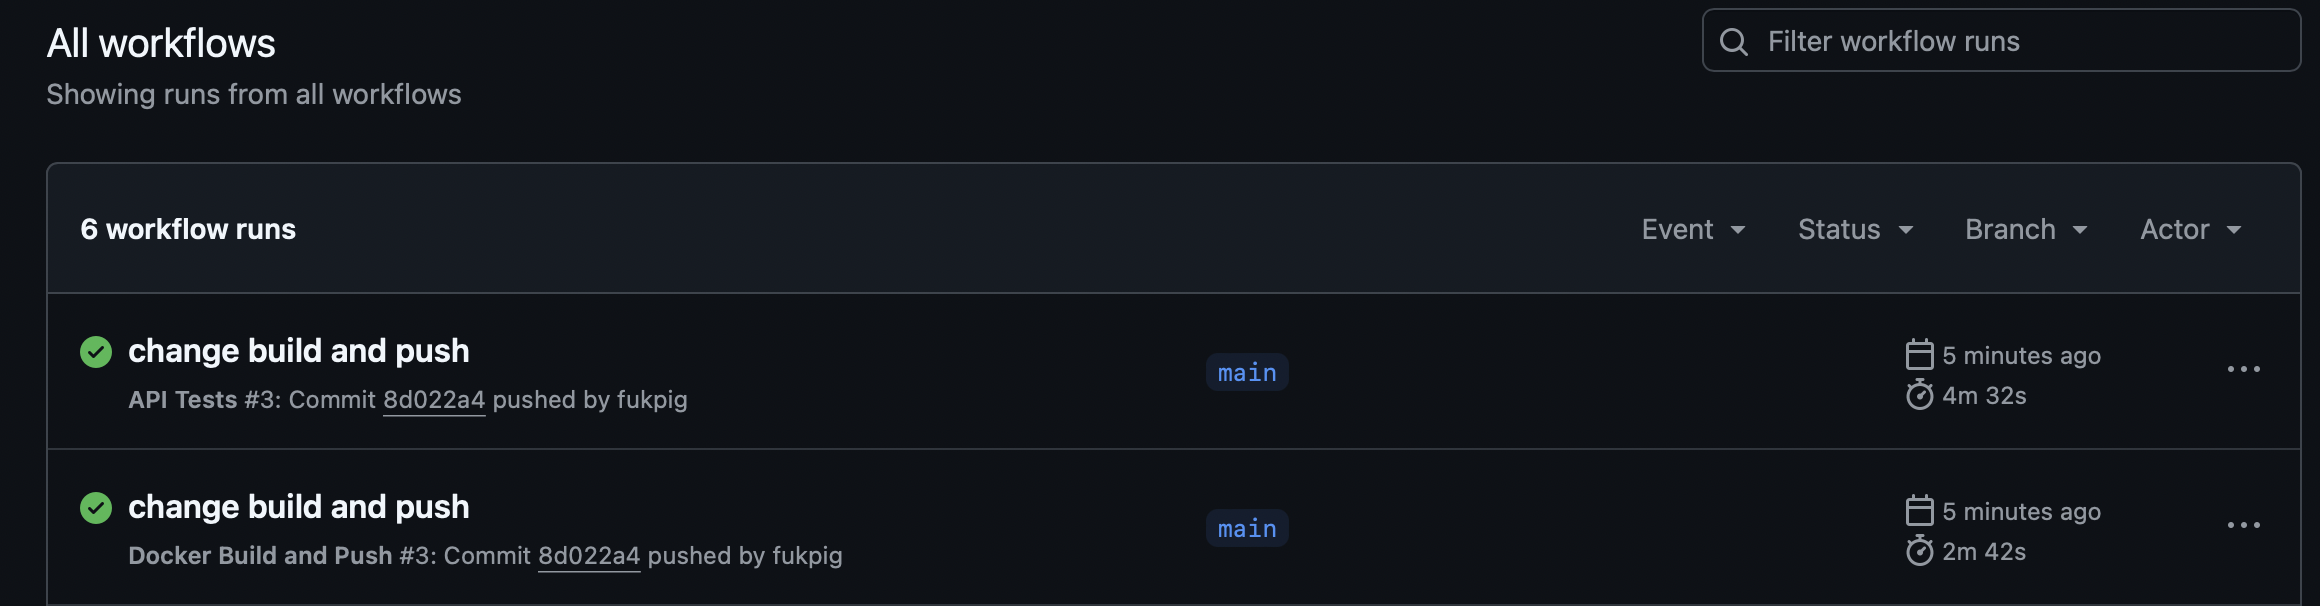 All workflows
Filter workflow runs
Showing runs from all workflows
6 workflow runs
Event
Status
Branch
Actor
change build and push
main
5 minutes ago
API Tests #3: Commit 8d022a4 pushed by fukpig
4m 32s
change build and push
main
5 minutes ago
Docker Build and Push #3: Commit 8d022a4 pushed by fukpig
2m 42s